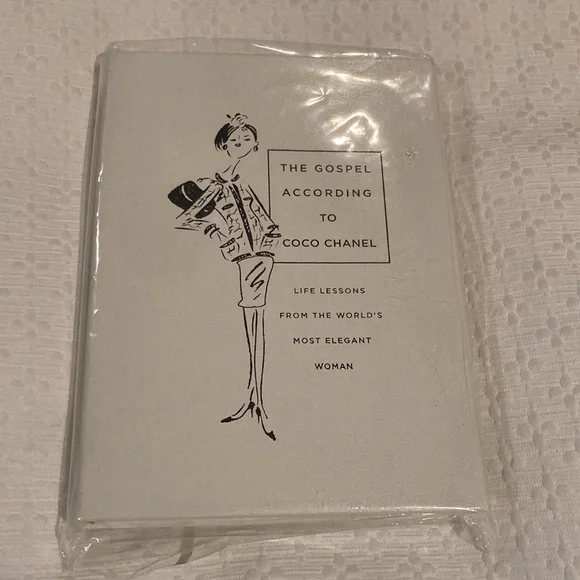 THE GOSPEL
ACCORDING
TO
COCO CHANEL
LIFE LESSONS
FROM THE WORLD'S
MOST ELEGANT
WOMAN